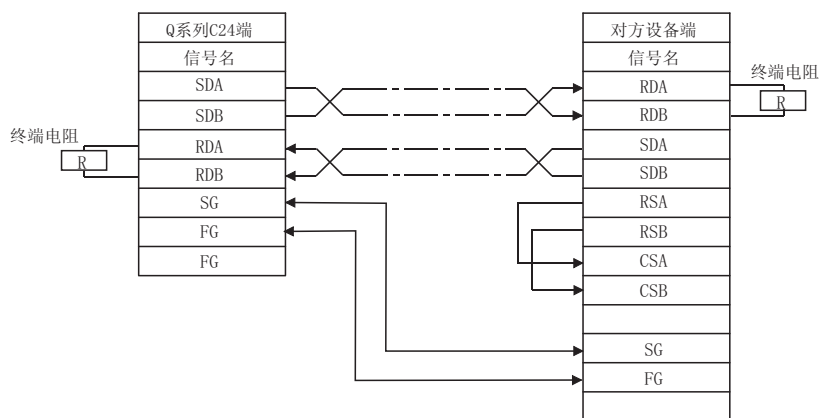 Q系列C24端
信号名
SDA
SDB
RDA
RDB
SG
FG
FG
终端电阻
R
对方设备端
信号名
RDA
RDB
SDA
SDB
RSA
RSB
CSA
CSB
SG
FG
终端电阻
R